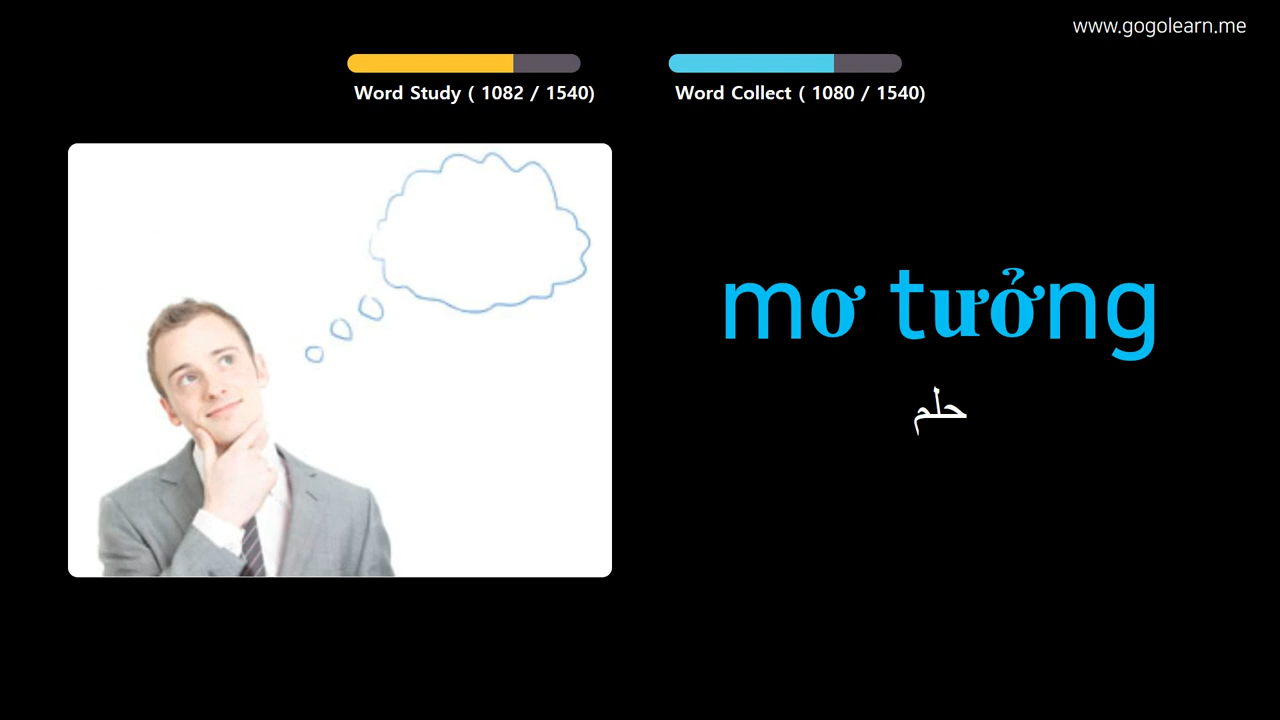 www.gogolearn.me
Word Study ( 1082 / 1540)
Word Collect ( 1080 / 1540)
mơ tưởng
حلم